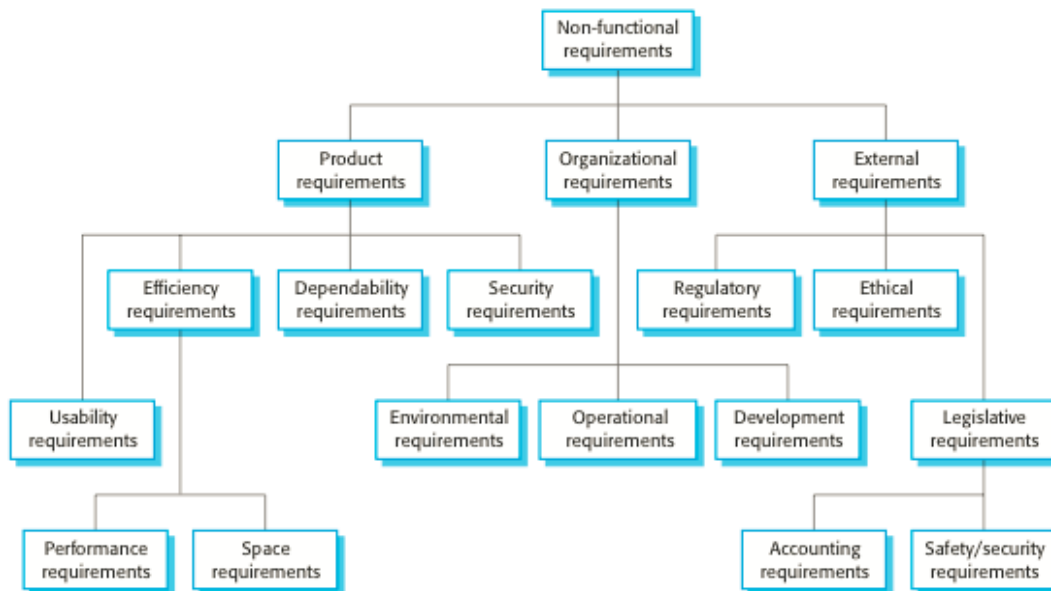 Non-functional
requirements
Product
requirements
Organizational
requirements
External
requirements
Efficiency
requirements
Dependability
requirements
Security
requirements
Regulatory
requirements
Ethical
requirements
Usability
requirements
Environmental
requirements
Operational
requirements
Development
requirements
Legislative
requirements
Performance
requirements
Space
requirements
Accounting
requirements
Safety/security
requirements